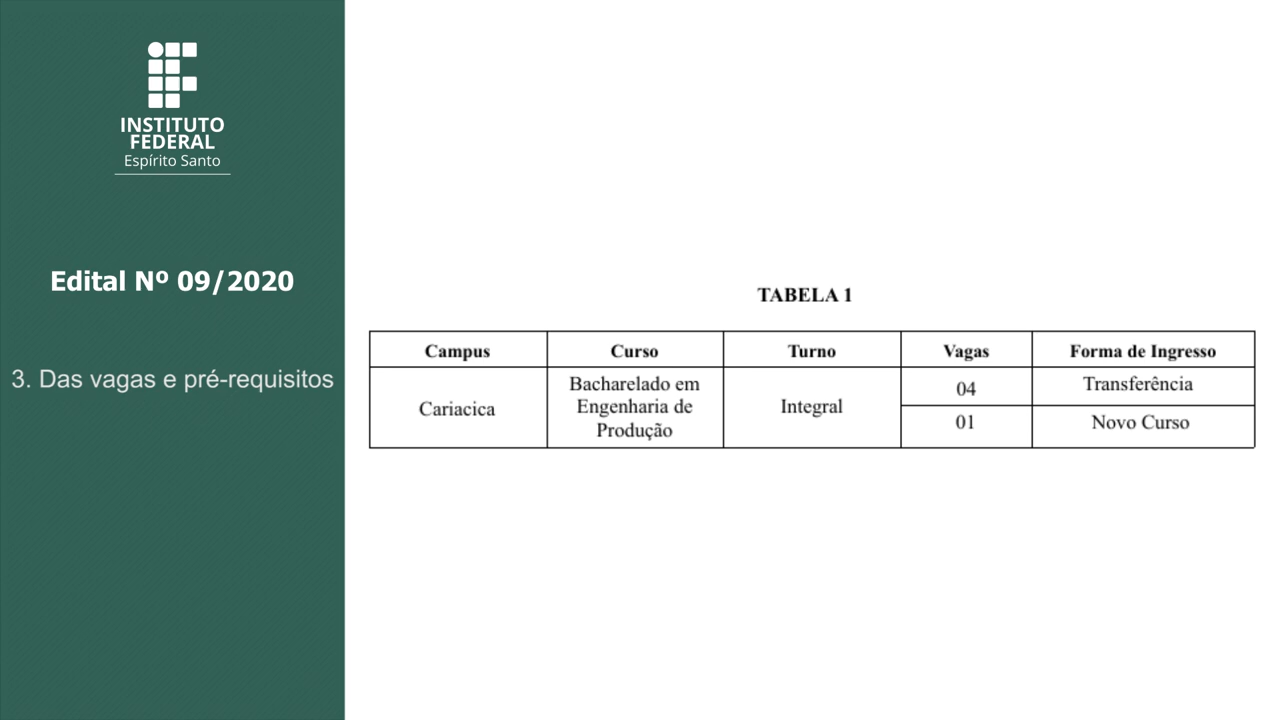 INSTITUTO
FEDERAL
Espírito Santo
Edital Nº 09/2020
3. Das vagas e pré-requisitos
TABELA 1
Campus Curso Turno Vagas Forma de Ingresso
Cariacica
Bacharelado em
Engenharia de
Produção
Integral
04 Transferência
01 Novo Curso